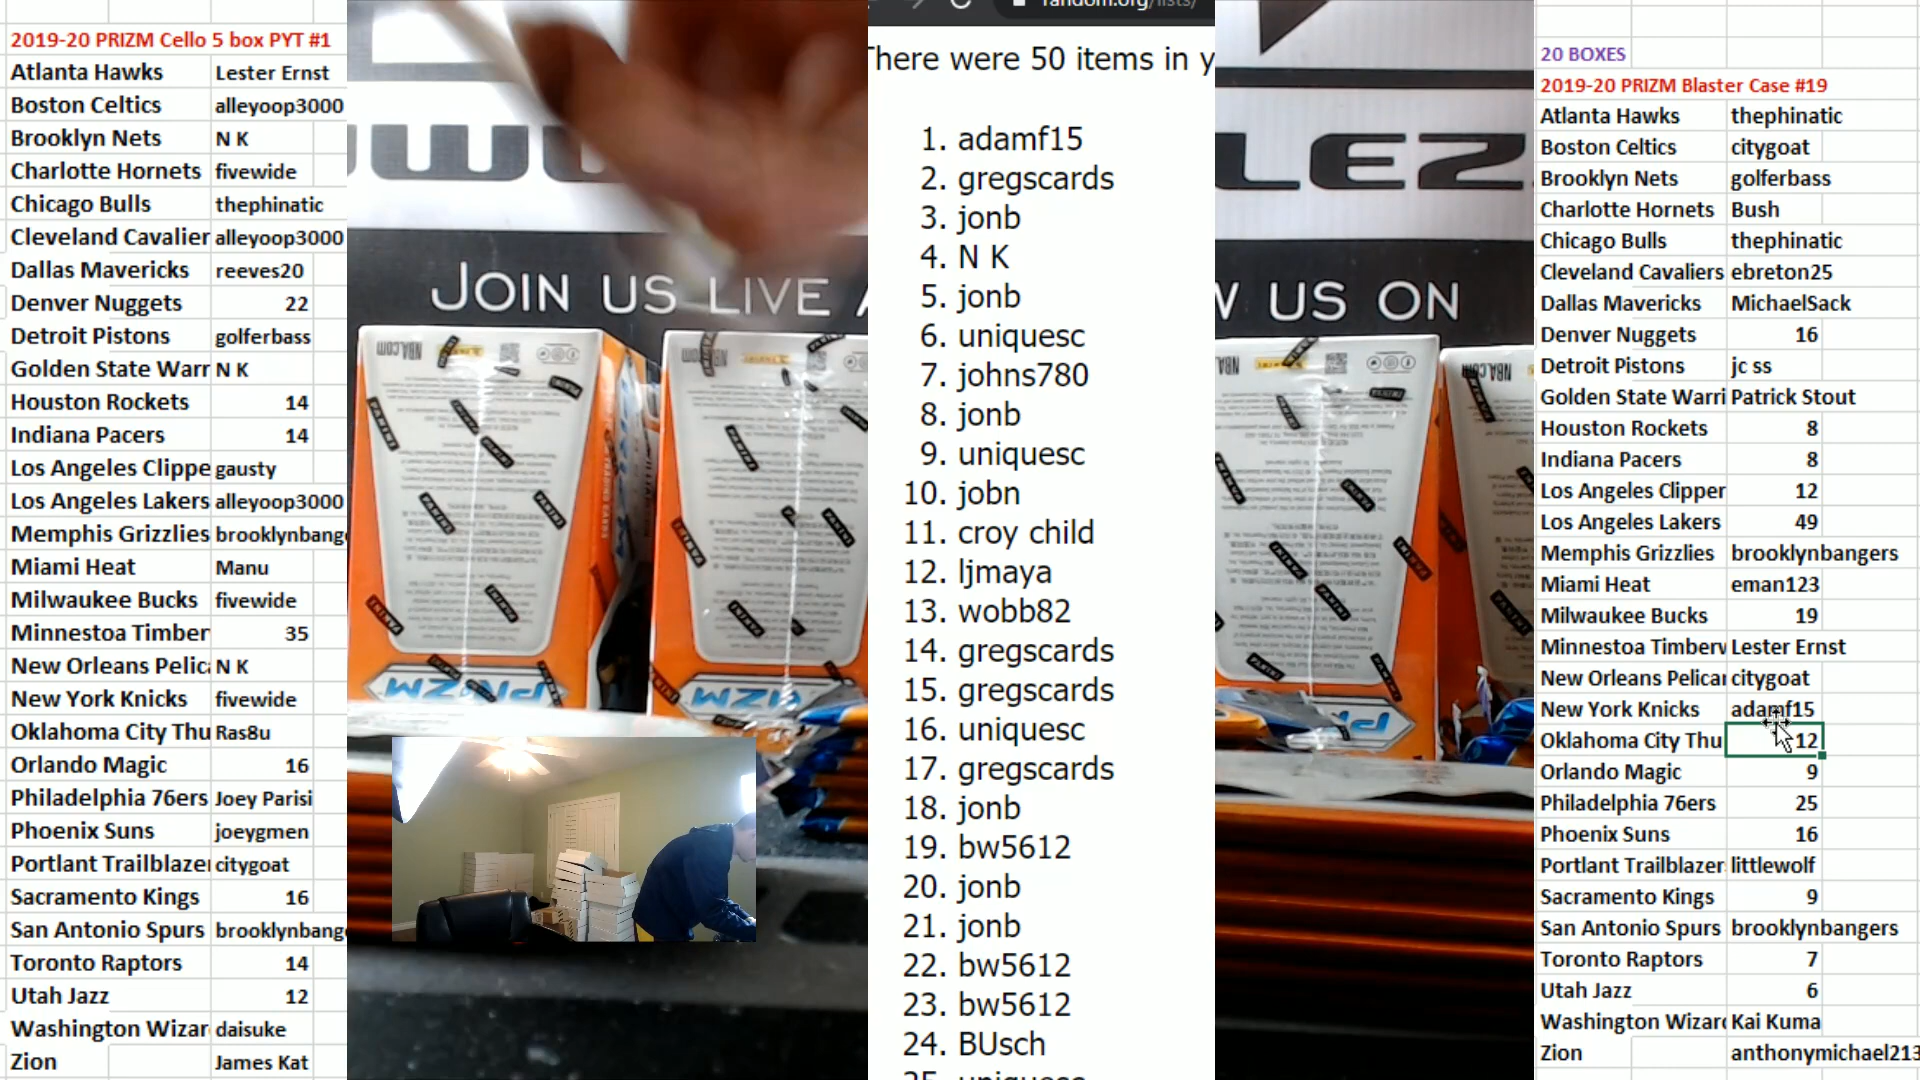 2019-20 PRIZM Cello 5 box PYT #1
Atlanta Hawks Lester Ernst
Boston Celtics alleyoop3000
Brooklyn Nets N K
Charlotte Hornets fivewide
Chicago Bulls thephinatic
Cleveland Cavalier alleyoop3000
Dallas Mavericks reeves20
Denver Nuggets 22
Detroit Pistons golferbass
Golden State Warr N K
Houston Rockets 14
Indiana Pacers 14
Los Angeles Clippe gausty
Los Angeles Lakers alleyoop3000
Memphis Grizzlies brooklynbang
Miami Heat Manu
Milwaukee Bucks fivewide
Minnestoa Timber 35
New Orleans Pelica N K
New York Knicks fivewide
Oklahoma City Thu Ras8u
Orlando Magic 16
Philadelphia 76ers Joey Parisi
Phoenix Suns joeygmen
Portlant Trailblazer citygoat
Sacramento Kings 16
San Antonio Spurs brooklynbang
Toronto Raptors 14
Utah Jazz 12
Washington Wizar daisuke
Zion James Kat
JOIN US LIVE
NBA.com
PANINI
PRIZM
random.org/lists/
There were 50 items in y
1. adamf15
2. gregscards
3. jonb
4. N K
5. jonb
6. uniquesc
7. johns780
8. jonb
9. uniquesc
10. jobn
11. croy child
12. ljmaya
13. wobb82
14. gregscards
15. gregscards
16. uniquesc
17. gregscards
18. jonb
19. bw5612
20. jonb
21. jonb
22. bw5612
23. bw5612
24. BUsch
25. uniquesc
LEZ
W US ON
20 BOXES
2019-20 PRIZM Blaster Case #19
Atlanta Hawks thephinatic
Boston Celtics citygoat
Brooklyn Nets golferbass
Charlotte Hornets Bush
Chicago Bulls thephinatic
Cleveland Cavaliers ebreton25
Dallas Mavericks MichaelSack
Denver Nuggets 16
Detroit Pistons jc ss
Golden State Warri Patrick Stout
Houston Rockets 8
Indiana Pacers 8
Los Angeles Clipper 12
Los Angeles Lakers 49
Memphis Grizzlies brooklynbangers
Miami Heat eman123
Milwaukee Bucks 19
Minnestoa Timberv Lester Ernst
New Orleans Pelica citygoat
New York Knicks adamf15
Oklahoma City Thu 12
Orlando Magic 9
Philadelphia 76ers 25
Phoenix Suns 16
Portlant Trailblazer littlewolf
Sacramento Kings 9
San Antonio Spurs brooklynbangers
Toronto Raptors 7
Utah Jazz 6
Washington Wizar Kai Kuma
Zion anthonymichael213